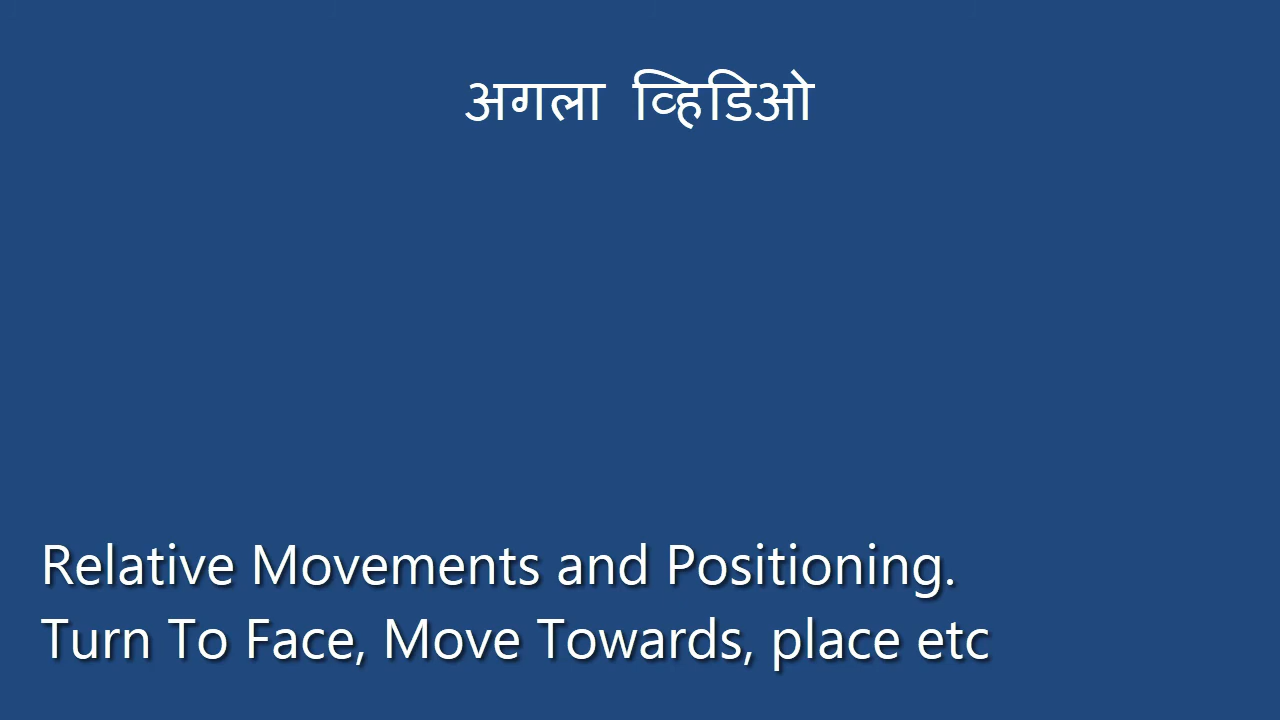 अगला व्हिडिओ
Relative Movements and Positioning.
Turn To Face, Move Towards, place etc